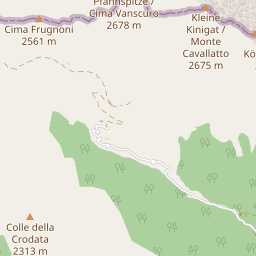 Pfannspitze /
Cima Vanscuro
2678 m
Cima Frugnoni
2561 m
Kleine
Kinigat /
Monte
Cavallatto
2675 m
Colle della
Crodata
2313 m